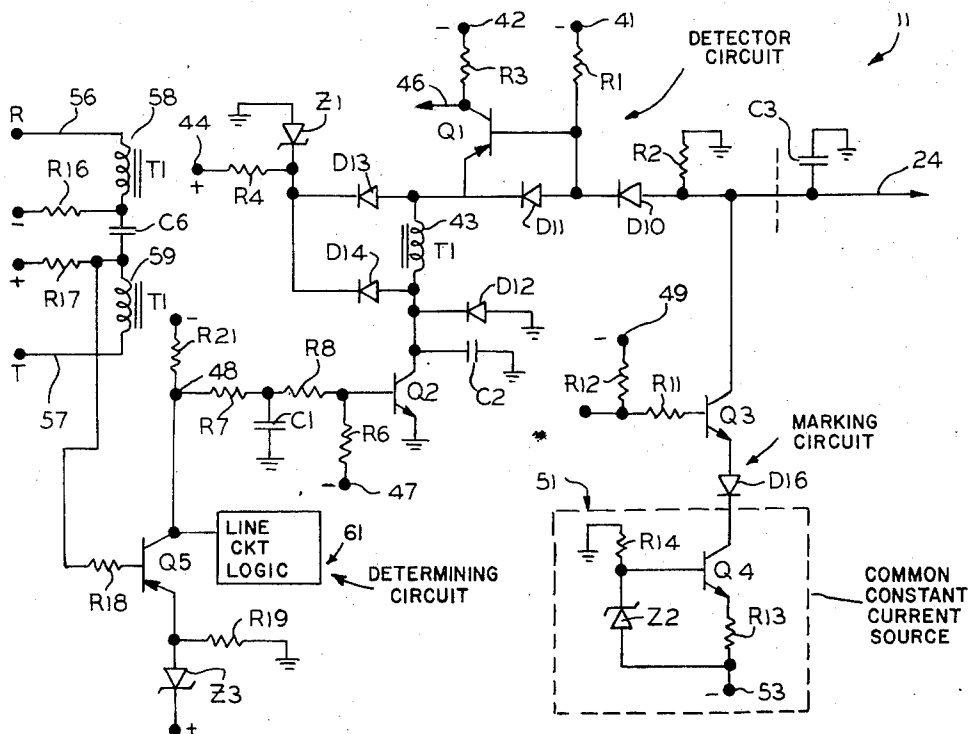 42
41
11
DETECTOR
CIRCUIT
R
56
58
Z1
R3
46
R1
C3
Q1
R2
44
T1
D13
R4
24
R16
C6
43
D11
D10
T1
59
D14
D12
R17
T1
49
R21
R8
48
Q2
C2
R12
R11
T
57
R7
C1
R6
Q3
MARKING
CIRCUIT
47
51
D16
LINE
CKT
LOGIC
61
R14
Q5
DETERMINING
CIRCUIT
Q4
COMMON
CONSTANT
CURRENT
SOURCE
R18
Z2
R13
R19
Z3
53